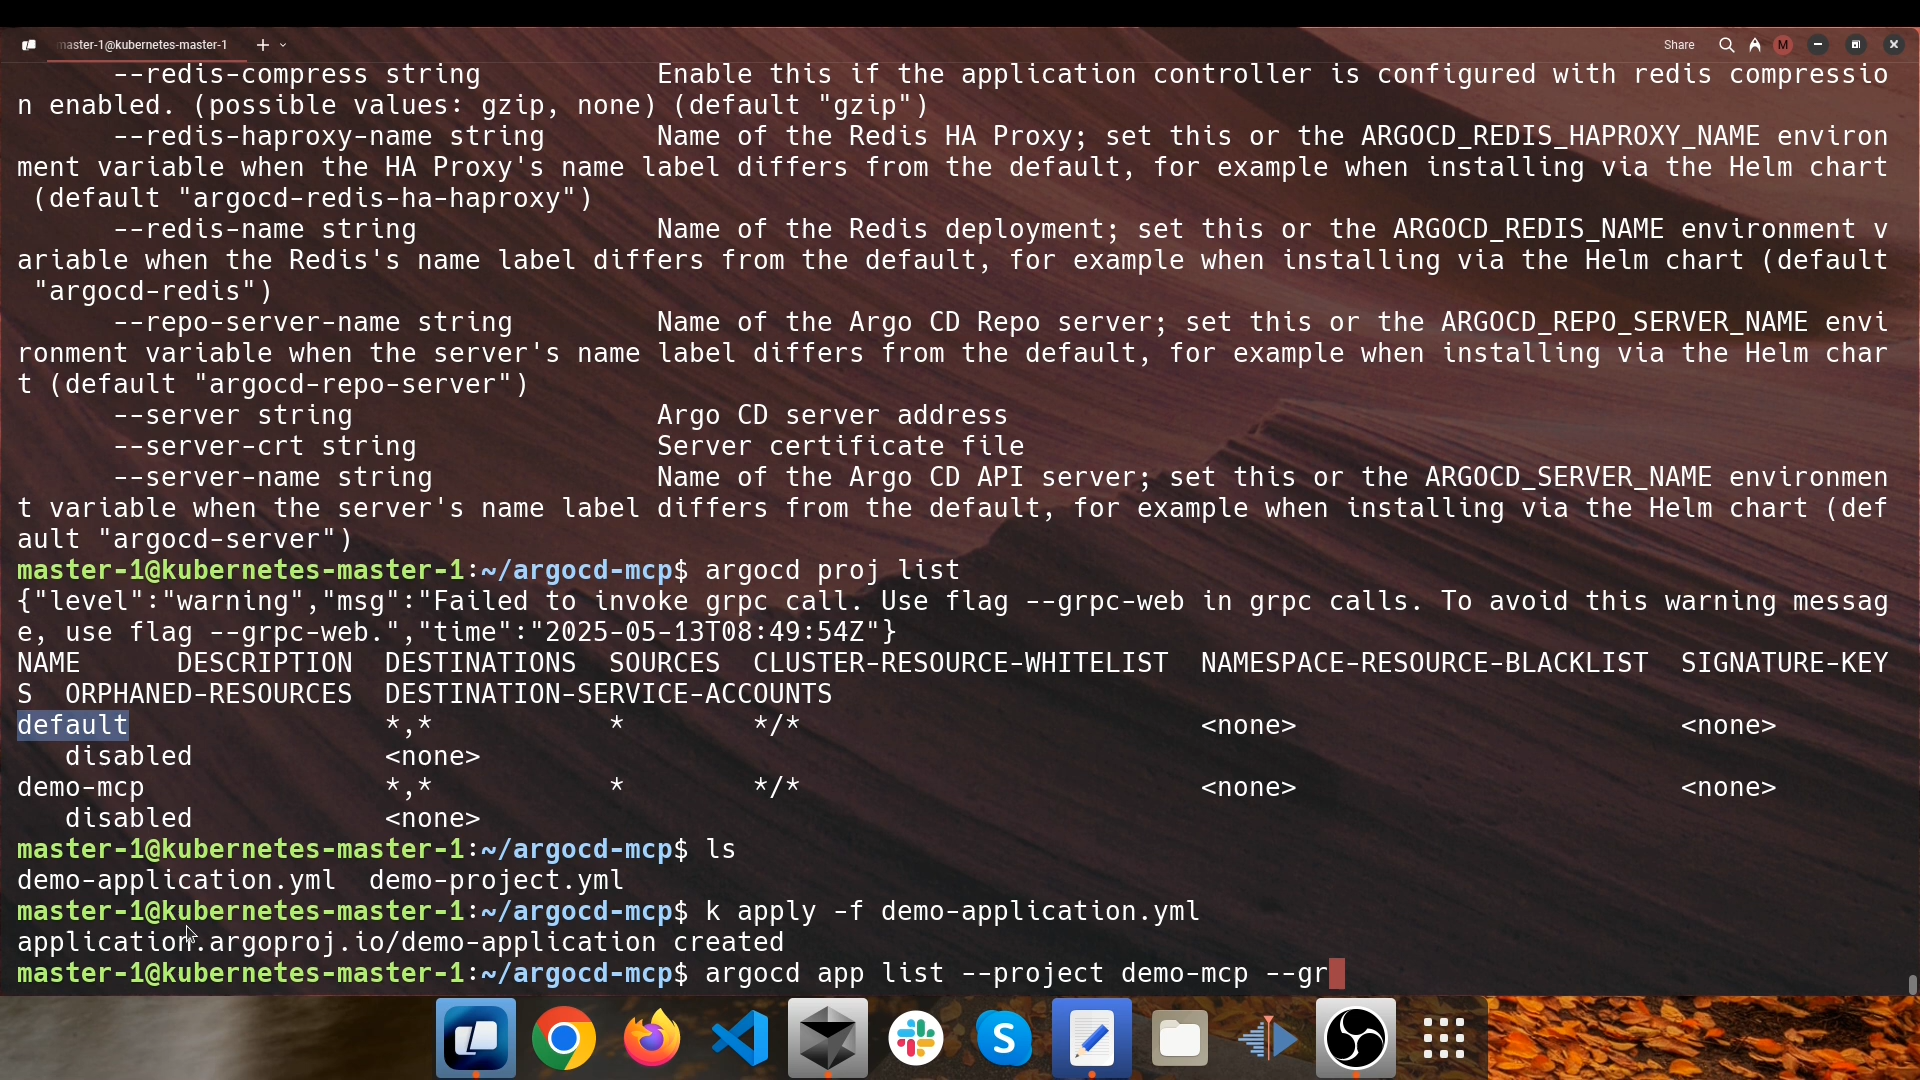 master-1@kubernetes-master-1
Share
M
--redis-compress string Enable this if the application controller is configured with redis compressio
n enabled. (possible values: gzip, none) (default "gzip")
--redis-haproxy-name string Name of the Redis HA Proxy; set this or the ARGOCD_REDIS_HAPROXY_NAME environ
ment variable when the HA Proxy's name label differs from the default, for example when installing via the Helm chart
(default "argocd-redis-ha-haproxy")
--redis-name string Name of the Redis deployment; set this or the ARGOCD_REDIS_NAME environment v
ariable when the Redis's name label differs from the default, for example when installing via the Helm chart (default
"argocd-redis")
--repo-server-name string Name of the Argo CD Repo server; set this or the ARGOCD_REPO_SERVER_NAME envi
ronment variable when the server's name label differs from the default, for example when installing via the Helm char
t (default "argocd-repo-server")
--server string Argo CD server address
--server-crt string Server certificate file
--server-name string Name of the Argo CD API server; set this or the ARGOCD_SERVER_NAME environmen
t variable when the server's name label differs from the default, for example when installing via the Helm chart (def
ault "argocd-server")
master-1@kubernetes-master-1:~/argocd-mcp$ argocd proj list
{"level":"warning","msg":"Failed to invoke grpc call. Use flag --grpc-web in grpc calls. To avoid this warning messag
e, use flag --grpc-web.","time":"2025-05-13T08:49:54Z"}
NAME DESCRIPTION DESTINATIONS SOURCES CLUSTER-RESOURCE-WHITELIST NAMESPACE-RESOURCE-BLACKLIST SIGNATURE-KEY
S ORPHANED-RESOURCES DESTINATION-SERVICE-ACCOUNTS
default *,* * */* <none> <none>
disabled <none>
demo-mcp *,* * */* <none> <none>
disabled <none>
master-1@kubernetes-master-1:~/argocd-mcp$ ls
demo-application.yml demo-project.yml
master-1@kubernetes-master-1:~/argocd-mcp$ k apply -f demo-application.yml
application.argoproj.io/demo-application created
master-1@kubernetes-master-1:~/argocd-mcp$ argocd app list --project demo-mcp --gr